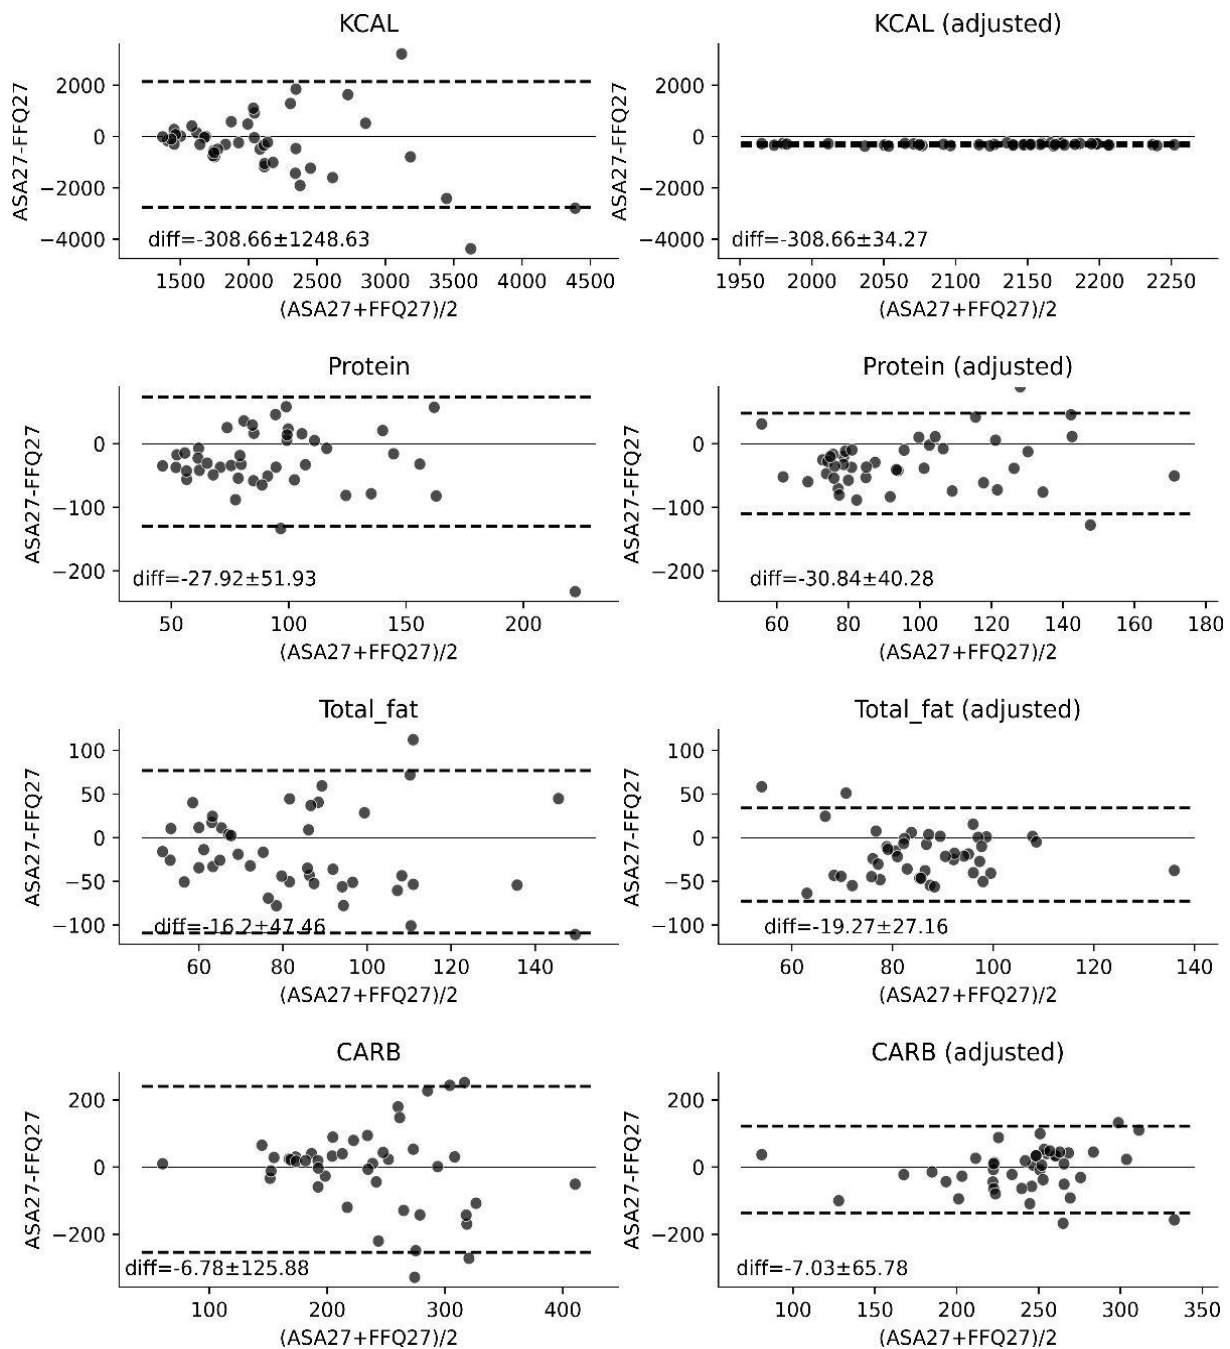 KCAL
ASA27-FFQ27
2000
0
−2000
−4000
diff=-308.66±1248.63
1500 2000 2500 3000 3500 4000 4500
(ASA27+FFQ27)/2
KCAL (adjusted)
ASA27-FFQ27
2000
0
−2000
−4000
diff=-308.66±34.27
1950 2000 2050 2100 2150 2200 2250
(ASA27+FFQ27)/2
Protein
ASA27-FFQ27
0
−100
−200
diff=-27.92±51.93
50 100 150 200
(ASA27+FFQ27)/2
Protein (adjusted)
ASA27-FFQ27
0
−100
−200
diff=-30.84±40.28
60 80 100 120 140 160 180
(ASA27+FFQ27)/2
Total_fat
ASA27-FFQ27
100
50
0
−50
−100
diff=-16.2±47.46
60 80 100 120 140
(ASA27+FFQ27)/2
Total_fat (adjusted)
ASA27-FFQ27
100
50
0
−50
−100
diff=-19.27±27.16
60 80 100 120 140
(ASA27+FFQ27)/2
CARB
ASA27-FFQ27
200
0
−200
diff=-6.78±125.88
100 200 300 400
(ASA27+FFQ27)/2
CARB (adjusted)
ASA27-FFQ27
200
0
−200
diff=-7.03±65.78
100 150 200 250 300 350
(ASA27+FFQ27)/2